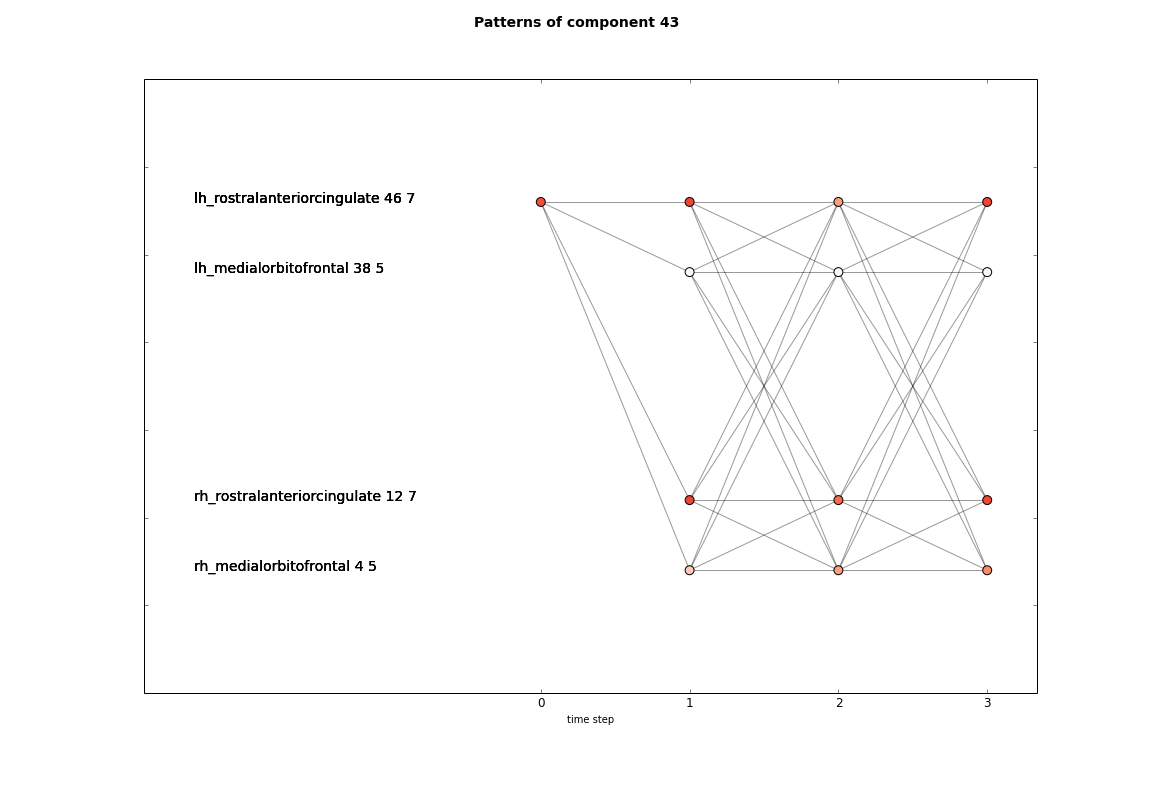 Patterns of component 43
lh_rostralanteriorcingulate 46 7
lh_medialorbitofrontal 38 5
rh_rostralanteriorcingulate 12 7
rh_medialorbitofrontal 4 5
0 1 2 3
time step